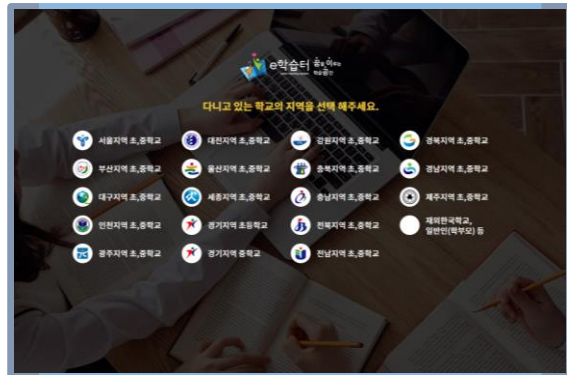 e학습터
다니고 있는 학교의 지역을 선택 해주세요.
서울지역 초,중학교
대전지역 초,중학교
강원지역 초,중학교
경북지역 초,중학교
부산지역 초,중학교
울산지역 초,중학교
충북지역 초,중학교
경남지역 초,중학교
대구지역 초,중학교
세종지역 초,중학교
충남지역 초,중학교
제주지역 초,중학교
인천지역 초,중학교
경기지역 초등학교
전북지역 초,중학교
재외한국학교,
일반인(학부모) 등
광주지역 초,중학교
경기지역 중학교
전남지역 초,중학교